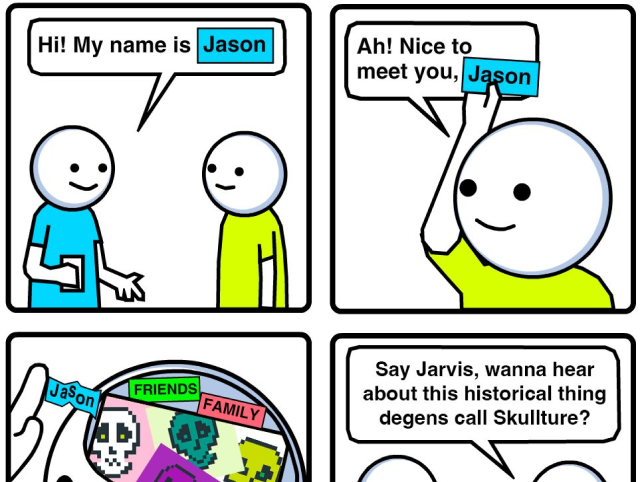 Hi! My name is Jason
Ah! Nice to
meet you, Jason
Jason
FRIENDS
FAMILY
Say Jarvis, wanna hear
about this historical thing
degens call Skullture?